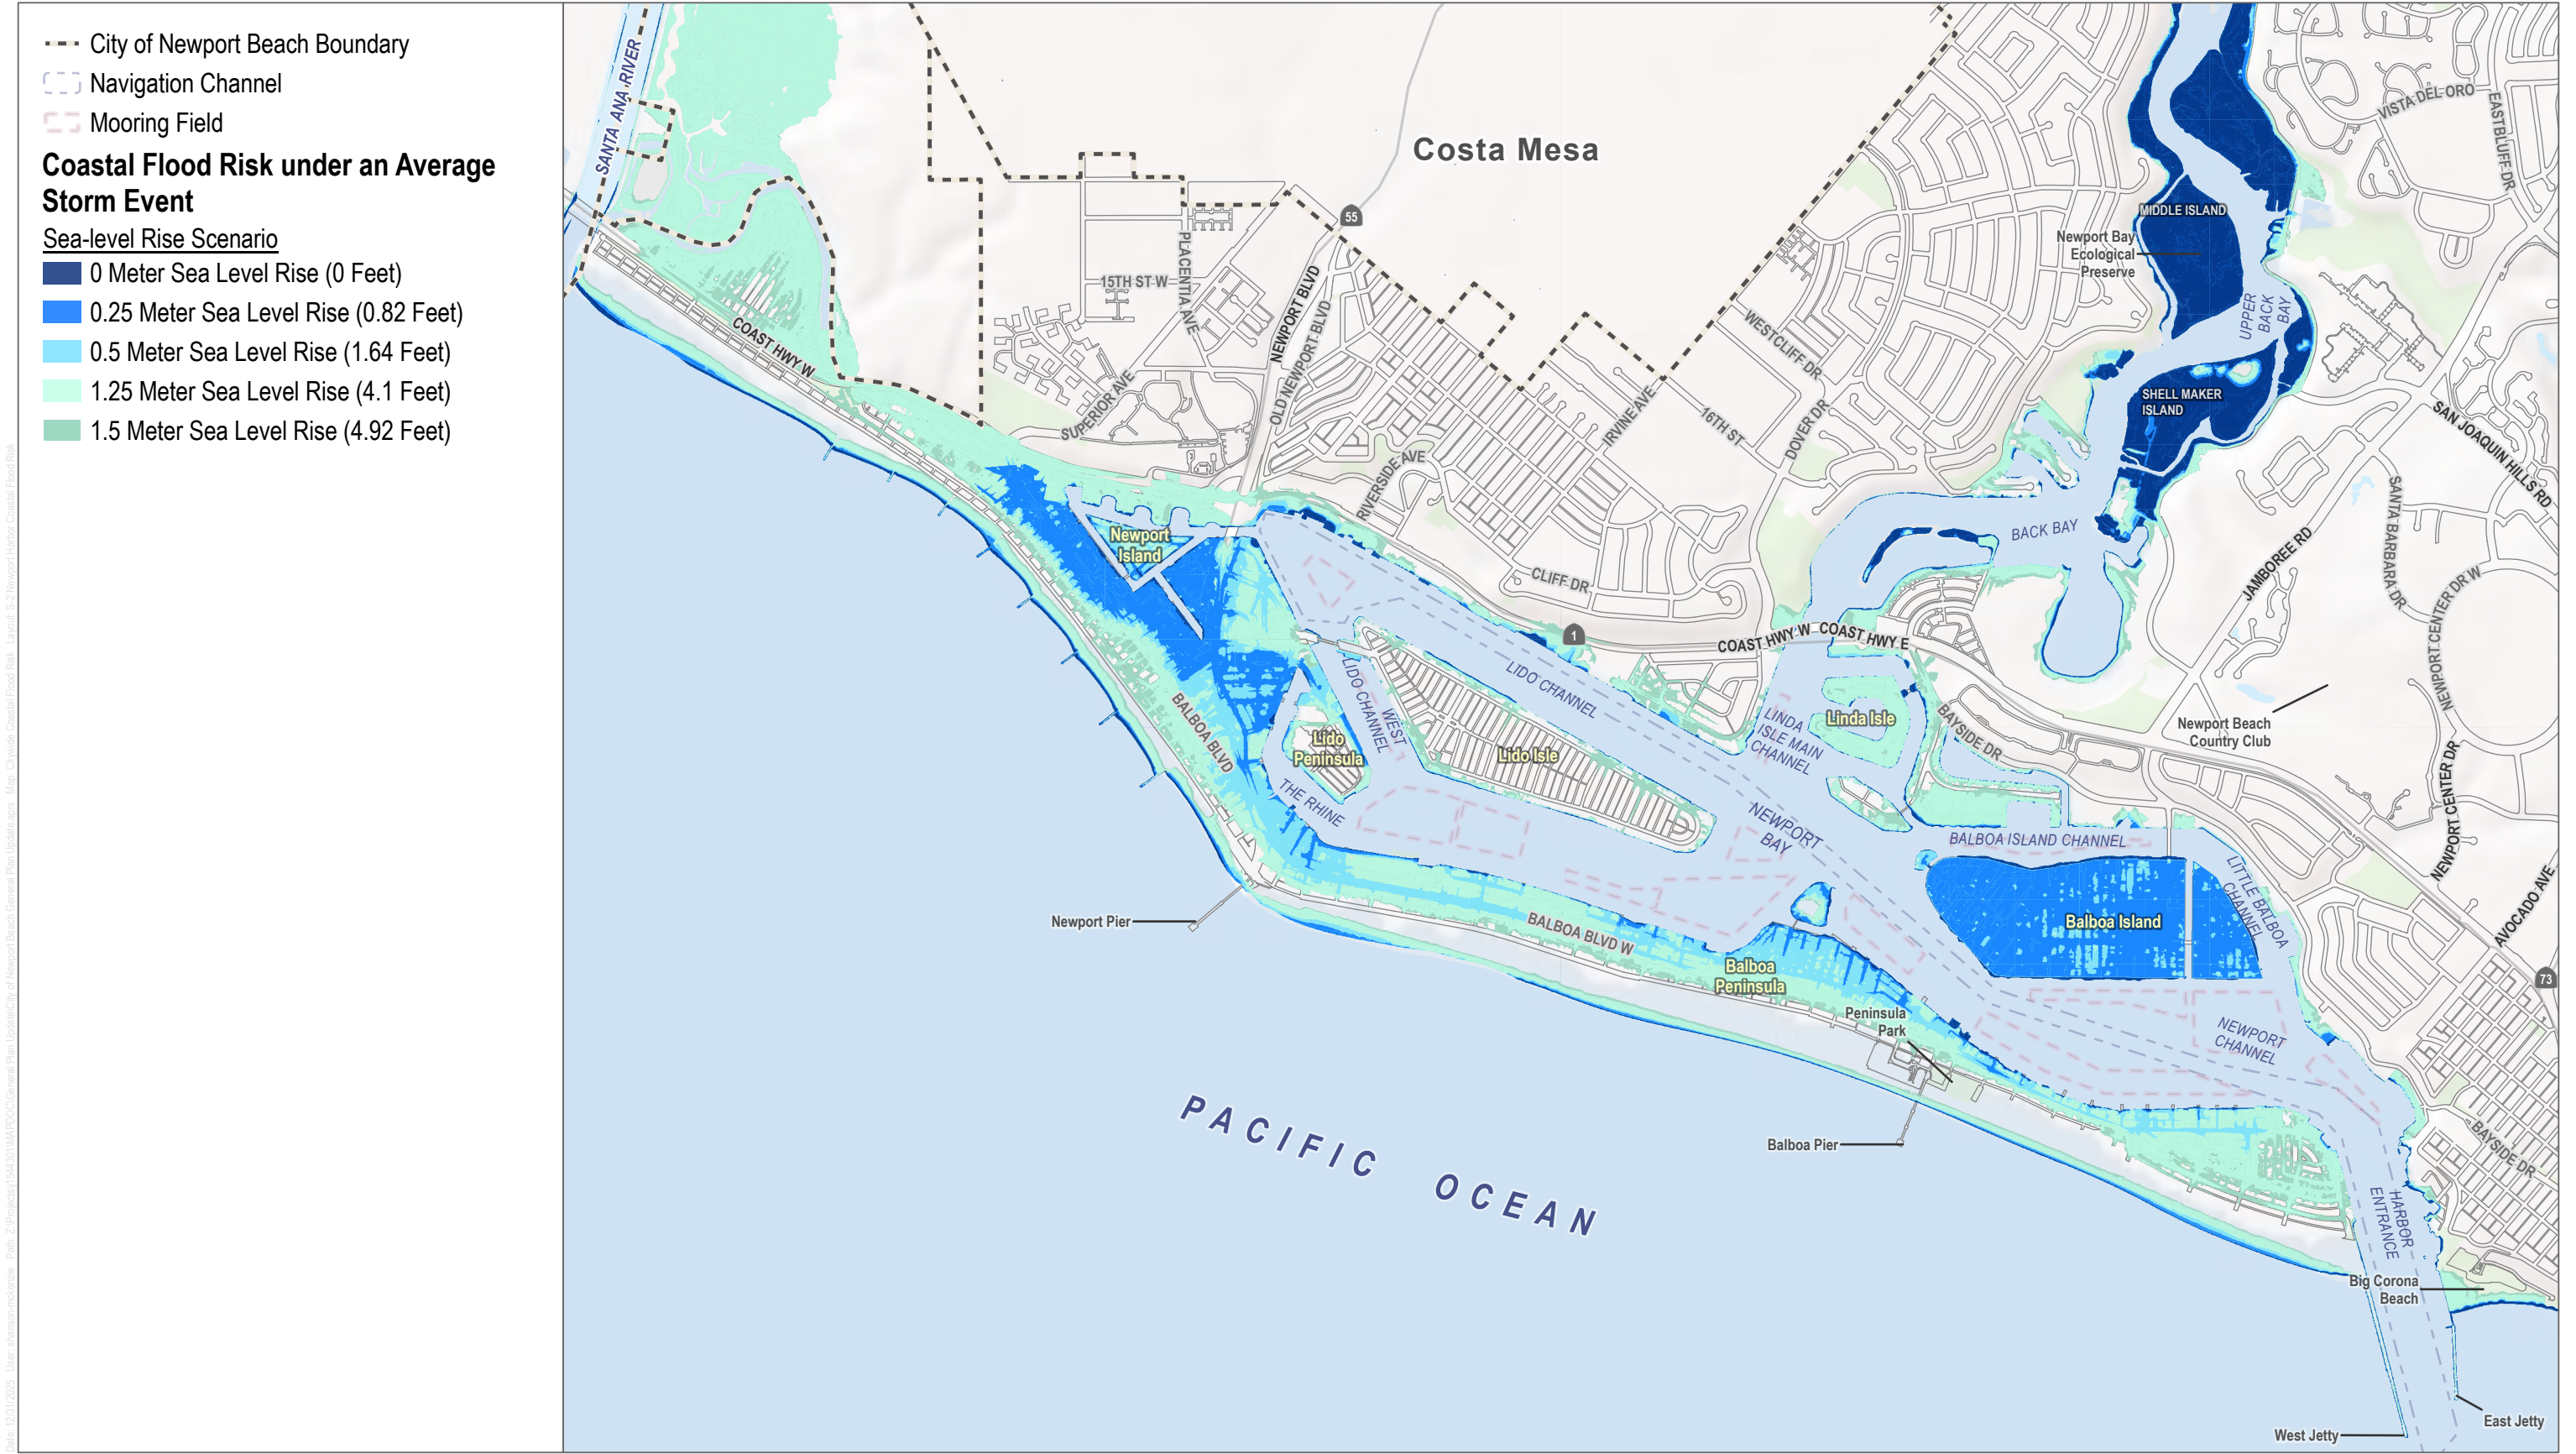 City of Newport Beach Boundary
Navigation Channel
Mooring Field
Coastal Flood Risk under an Average
Storm Event
Sea-level Rise Scenario
0 Meter Sea Level Rise (0 Feet)
0.25 Meter Sea Level Rise (0.82 Feet)
0.5 Meter Sea Level Rise (1.64 Feet)
1.25 Meter Sea Level Rise (4.1 Feet)
1.5 Meter Sea Level Rise (4.92 Feet)
SANTA ANA RIVER
Costa Mesa
55
VISTA DEL ORO
EASTBLUFF DR
MIDDLE ISLAND
Newport Bay
Ecological
Preserve
UPPER
BACK
BAY
PLACENTIA AVE
15TH ST W
NEWPORT BLVD
OLD NEWPORT BLVD
COAST HWY W
SUPERIOR AVE
WESTCLIFF DR
DOVER DR
IRVINE AVE
16TH ST
RIVERSIDE AVE
SHELL MAKER
ISLAND
SAN JOAQUIN HILLS RD
SANTA BARBARA DR
BACK BAY
JAMBOREE RD
NEWPORT CENTER DR W
Newport
Island
CLIFF DR
1
COAST HWY W
COAST HWY E
LIDO CHANNEL
WEST
LIDO CHANNEL
BALBOA BLVD
Lido
Peninsula
Lido Isle
LINDA
ISLE MAIN
CHANNEL
Linda Isle
BAYSIDE DR
Newport Beach
Country Club
NEWPORT CENTER DR
THE RHINE
NEWPORT
BAY
BALBOA ISLAND CHANNEL
LITTLE BALBOA
CHANNEL
AVOCADO AVE
Newport Pier
BALBOA BLVD W
Balboa Island
Balboa
Peninsula
73
Peninsula
Park
NEWPORT
CHANNEL
PACIFIC OCEAN
Balboa Pier
BAYSIDE DR
HARBOR
ENTRANCE
Big Corona
Beach
East Jetty
West Jetty